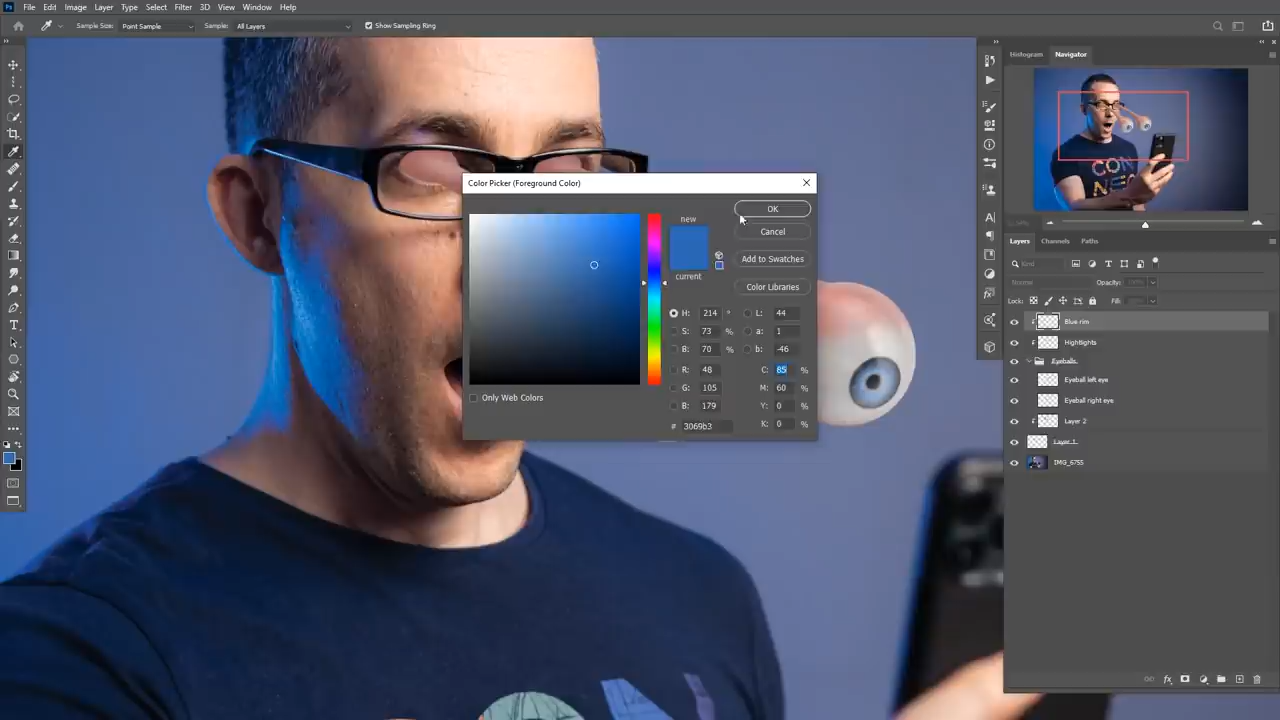 Ps File Edit Image Layer Type Select Filter 3D View Window Help
Sample Size: Point Sample Sample: All Layers Show Sampling Ring
Histogram Navigator
Color Picker (Foreground Color)
new
current
OK
Cancel
Add to Swatches
Color Libraries
H: 214 °
S: 73 %
B: 70 %
R: 48
G: 105
B: 179
# 3069b3
L: 44
a: 1
b: -46
C: 85 %
M: 60 %
Y: 0 %
K: 0 %
Only Web Colors
Layers Channels Paths
Kind
Normal Opacity:
Lock: Fill:
Blue rim
Highlights
Eyeballs
Eyeball left eye
Eyeball right eye
Layer 2
Layer 1
IMG_6755
CON
NE